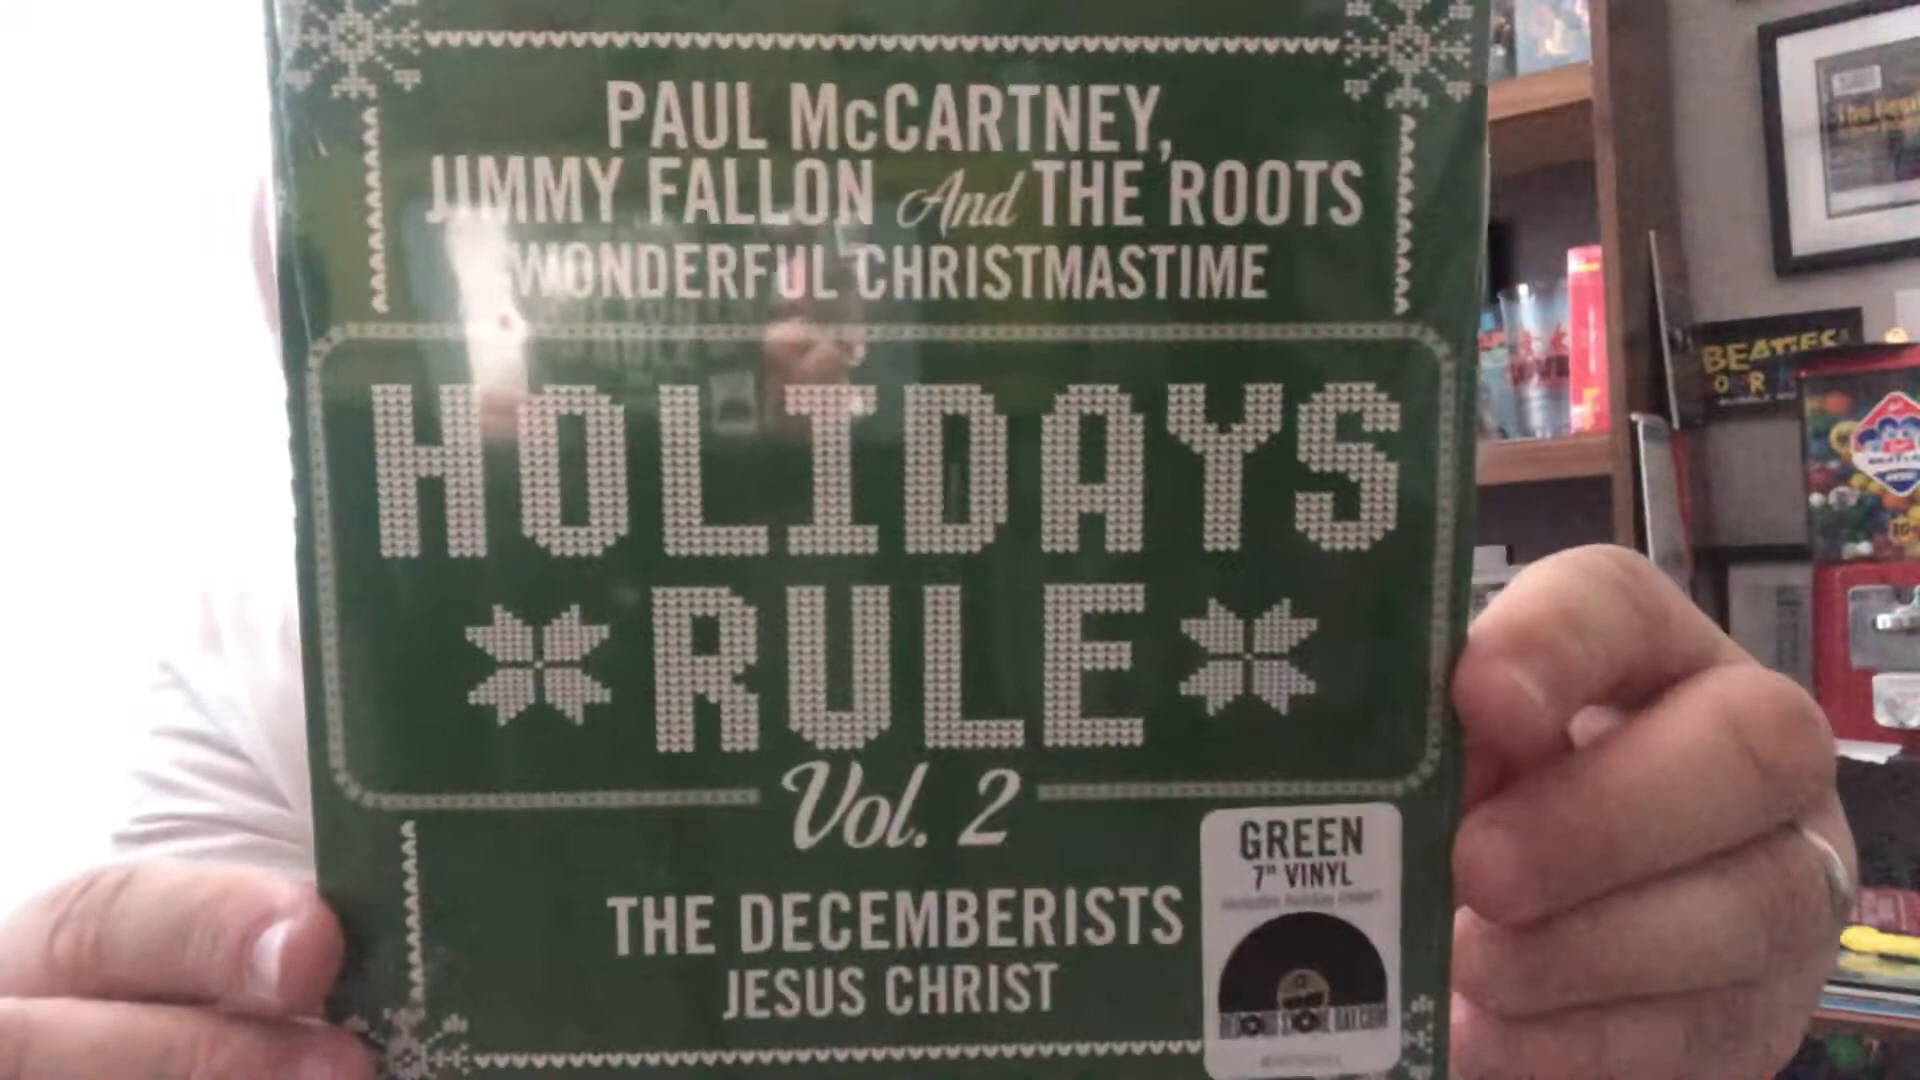 PAUL McCARTNEY,
JIMMY FALLON And THE ROOTS
WONDERFUL CHRISTMASTIME
HOLIDAYS
RULE
Vol. 2
THE DECEMBERISTS
JESUS CHRIST
GREEN
7" VINYL
BEATLES